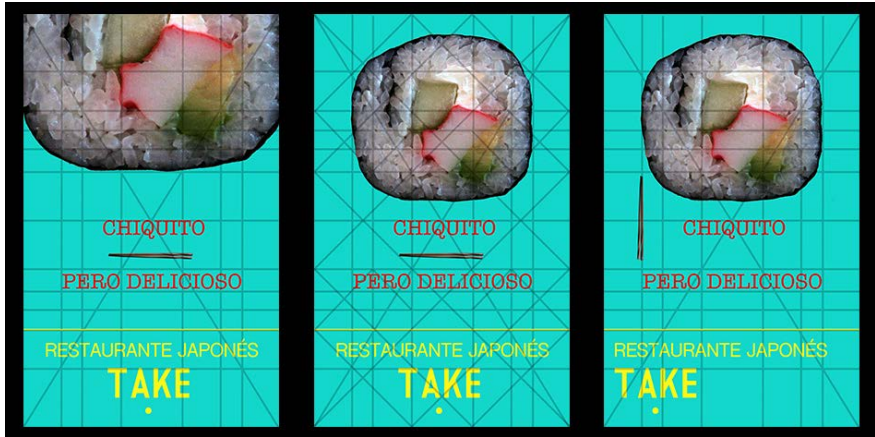 CHIQUITO
PERO DELICIOSO
RESTAURANTE JAPONÉS
TAKE
CHIQUITO
PERO DELICIOSO
RESTAURANTE JAPONÉS
TAKE
CHIQUITO
PERO DELICIOSO
RESTAURANTE JAPONÉS
TAKE